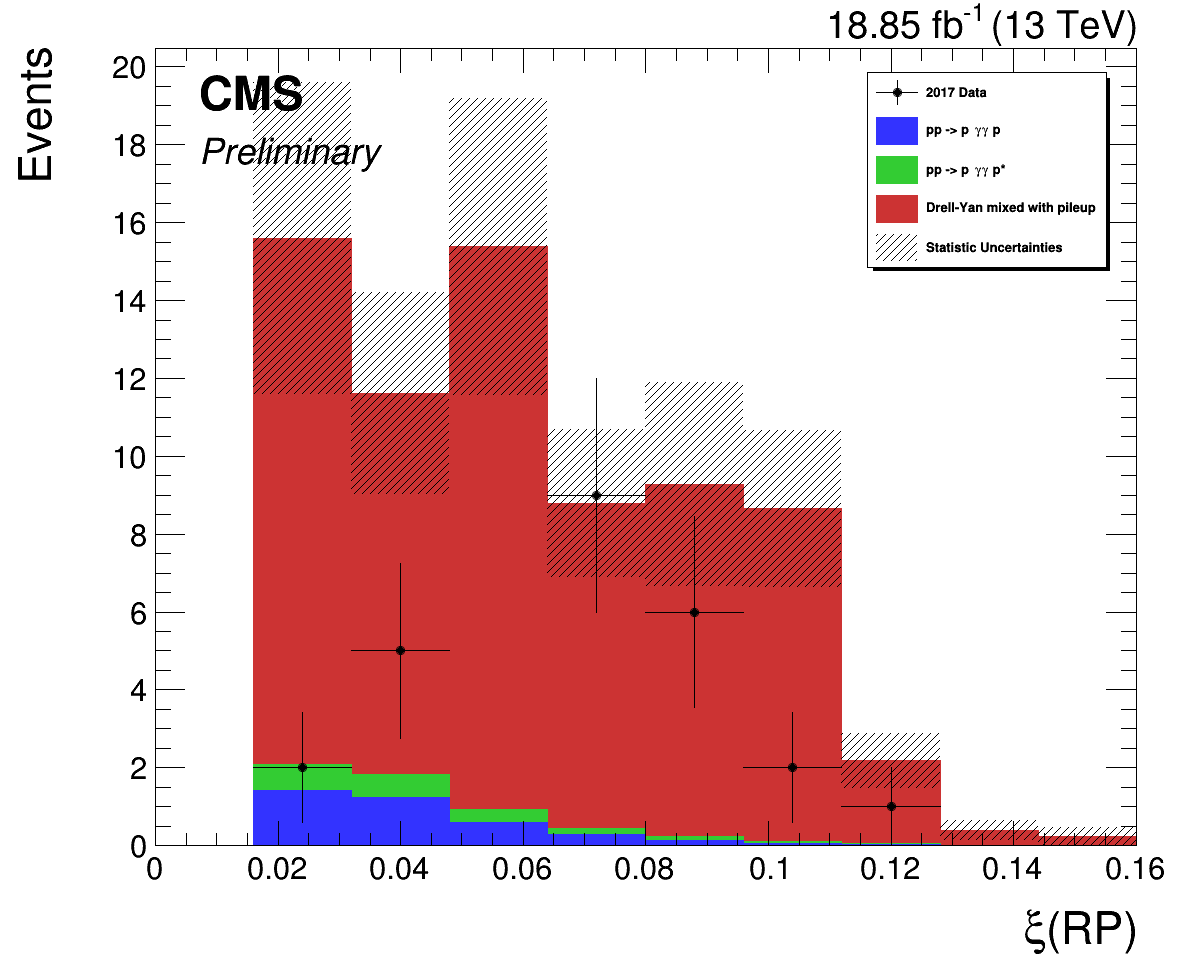 18.85 fb⁻¹ (13 TeV)
Events
CMS
Preliminary
2017 Data
pp -> p γγ p
pp -> p γγ p*
Drell-Yan mixed with pileup
Statistic Uncertainties
20
18
16
14
12
10
8
6
4
2
0
0 0.02 0.04 0.06 0.08 0.1 0.12 0.14 0.16
ξ(RP)